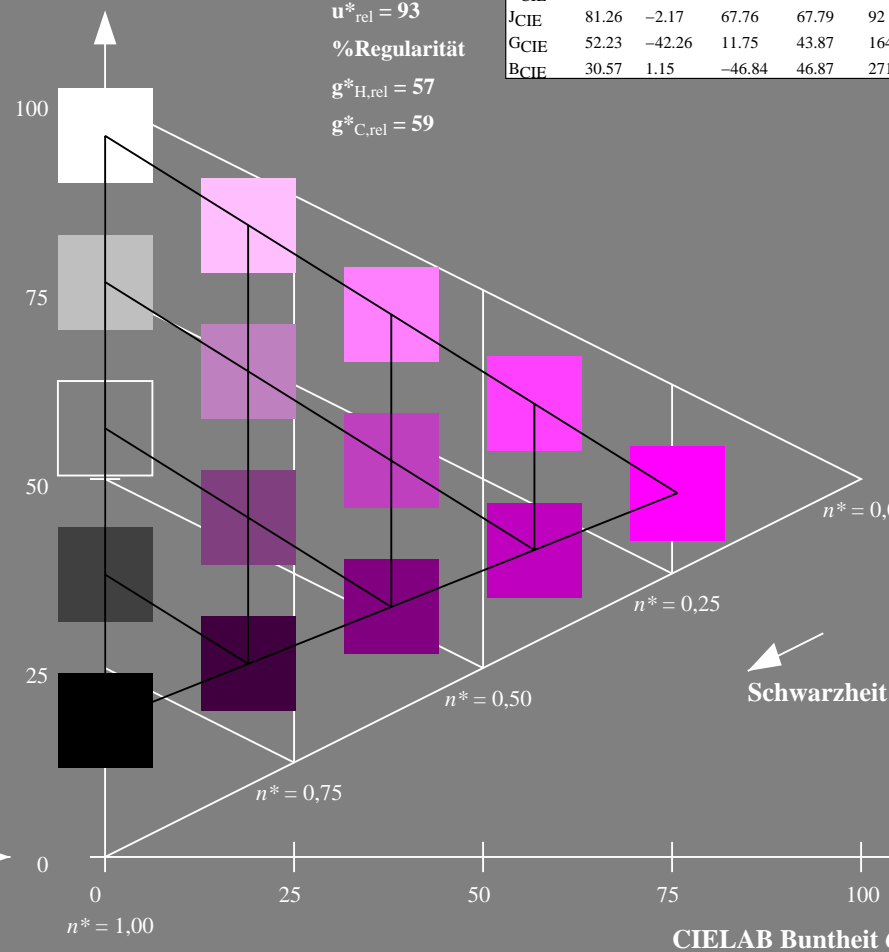 u*rel = 93
%Regularität
g*H,rel = 57
g*C,rel = 59
JCIE 81.26 −2.17 67.76 67.79 92
GCIE 52.23 −42.26 11.75 43.87 164
BCIE 30.57 1.15 −46.84 46.87 271
100
75
50
25
0
n* = 0,0
n* = 0,25
n* = 0,50
n* = 0,75
Schwarzheit
0 25 50 75 100
n* = 1,00
CIELAB Buntheit